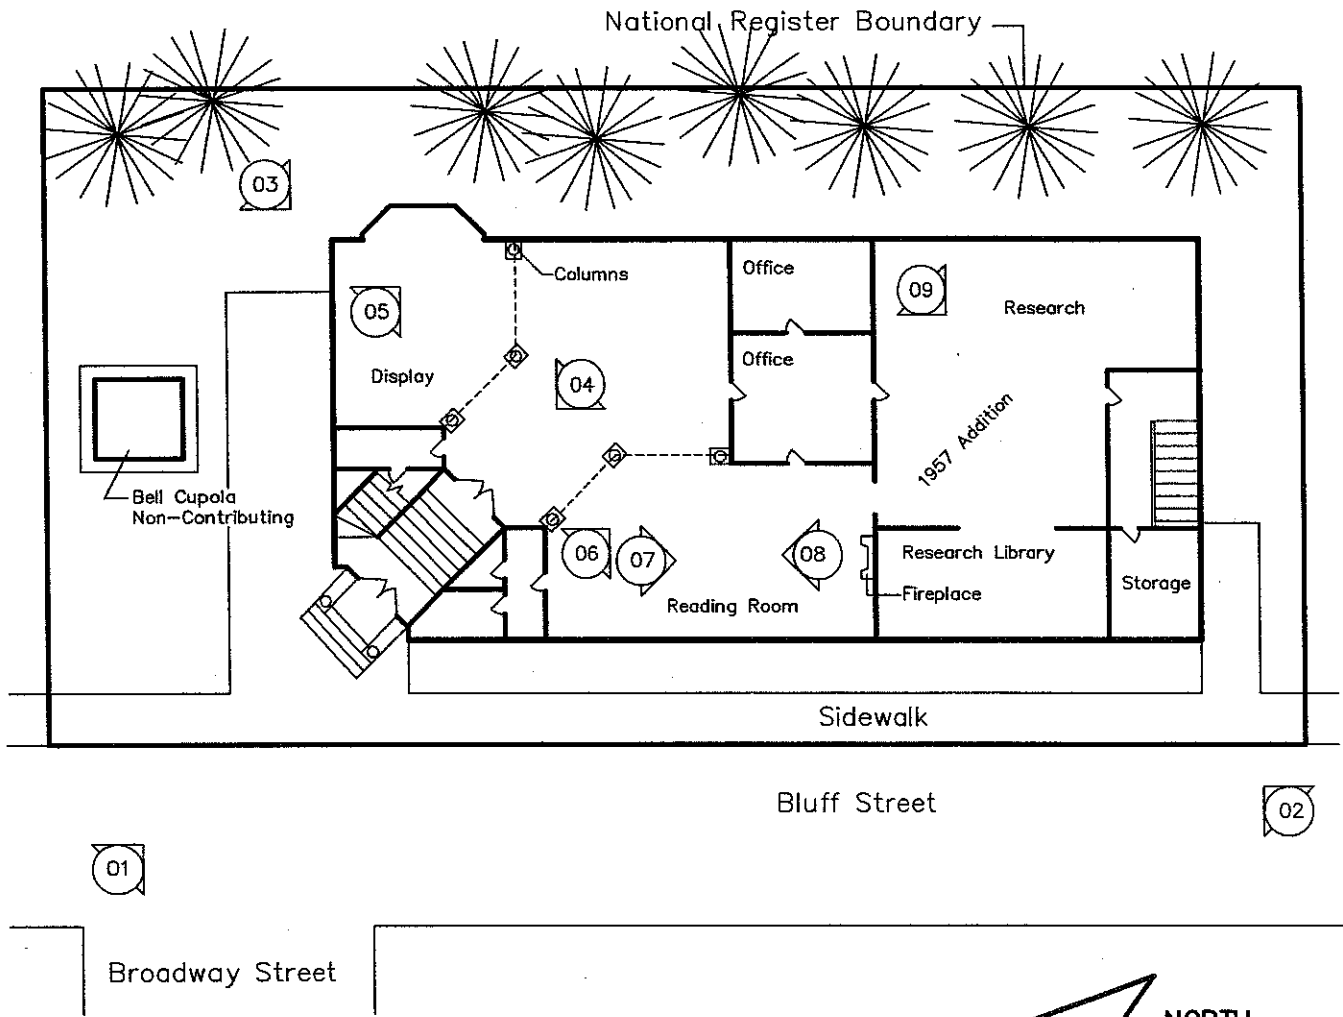 National Register Boundary
03
Columns
Office
09
Research
05
Office
Display
04
1957 Addition
Bell Cupola
Non-Contributing
06
07
08
Research Library
Fireplace
Storage
Reading Room
Sidewalk
Bluff Street
02
01
Broadway Street
NORTH